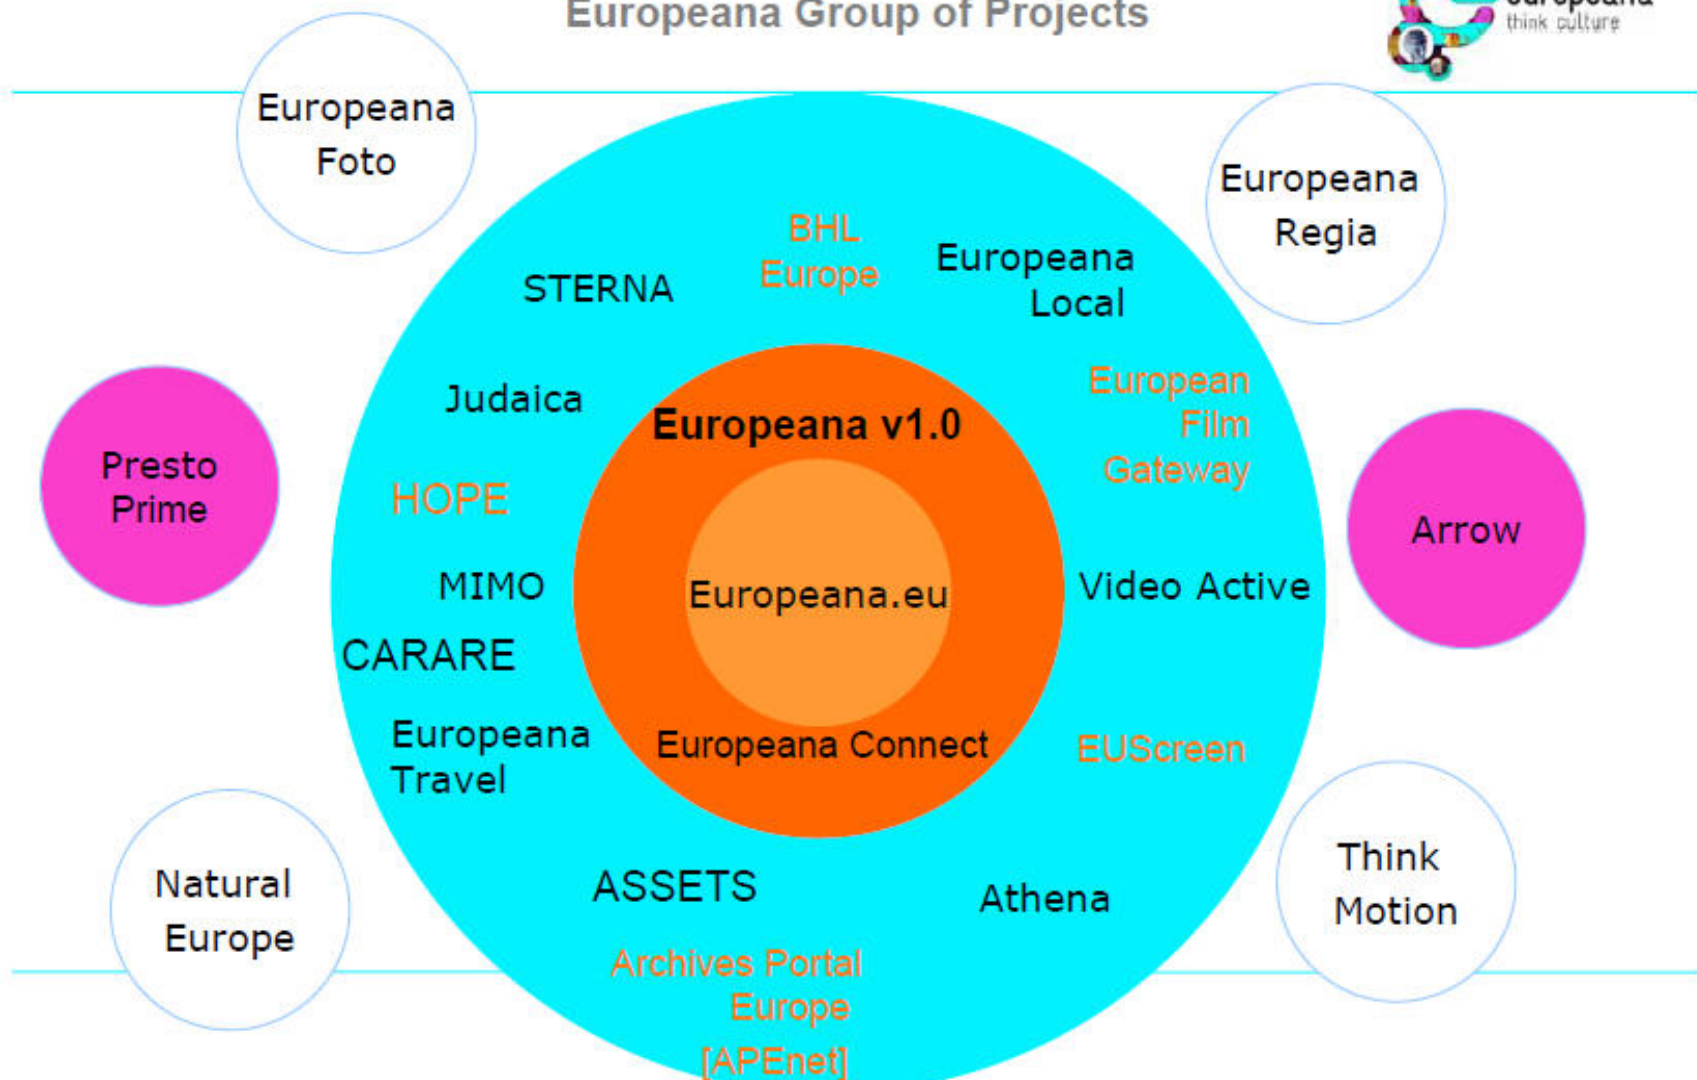 Europeana Group of Projects
europeana
think culture
Europeana
Foto
Europeana
Regia
BHL
Europe
Europeana
Local
STERNA
European
Film
Gateway
Judaica
Europeana v1.0
Presto
Prime
HOPE
Arrow
MIMO
Europeana.eu
Video Active
CARARE
Europeana
Travel
Europeana Connect
EUScreen
Natural
Europe
ASSETS
Athena
Think
Motion
Archives Portal
Europe
[APEnet]